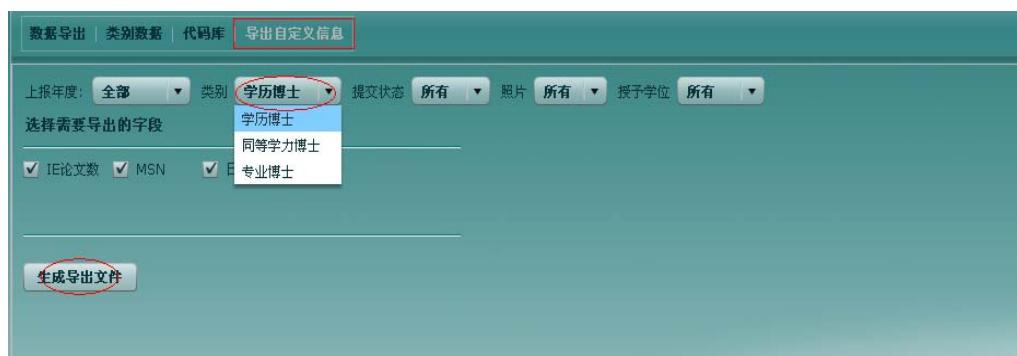 数据导出 | 类别数据 | 代码库 | 导出自定义信息
上报年度: 全部 类别 学历博士 提交状态 所有 照片 所有 授予学位 所有
选择需要导出的字段
学历博士
同等学力博士
专业博士
IE论文数 MSN
生成导出文件